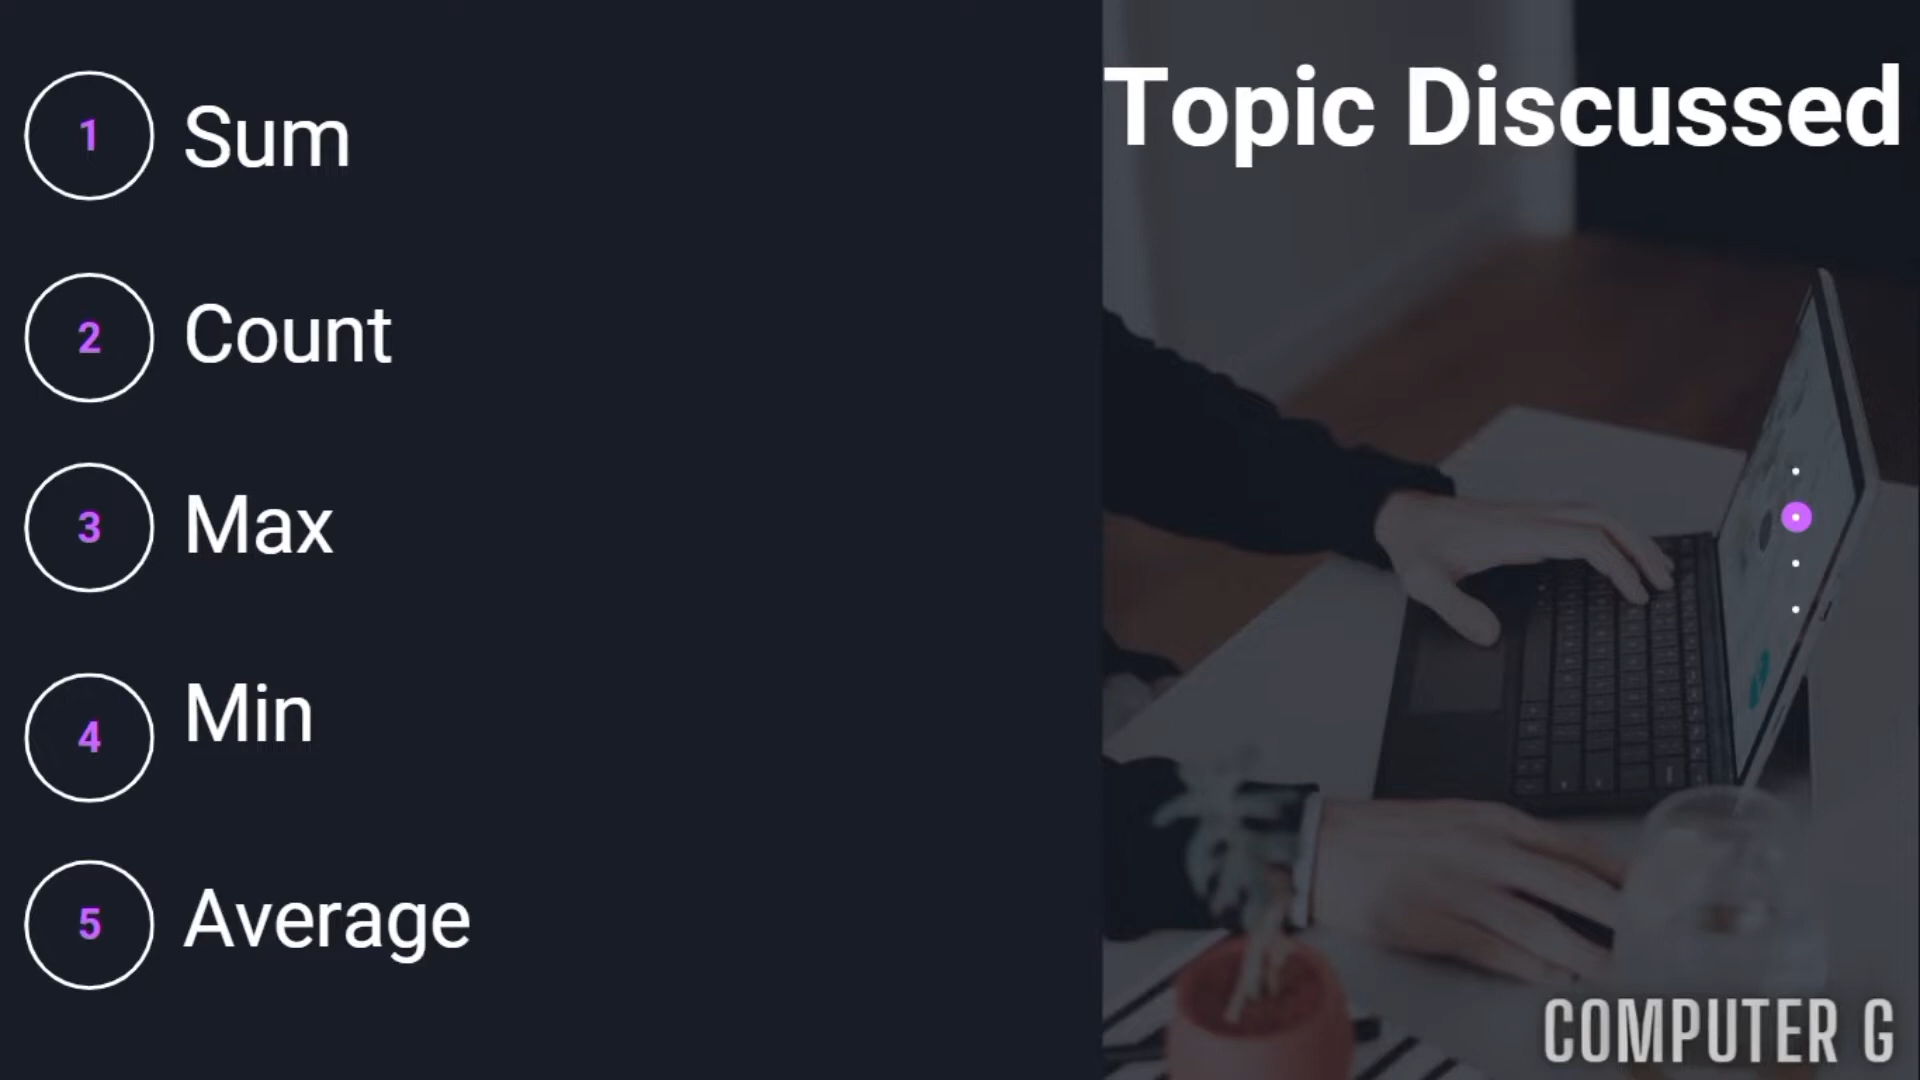 Topic Discussed
1 Sum
2 Count
3 Max
4 Min
5 Average
COMPUTER G